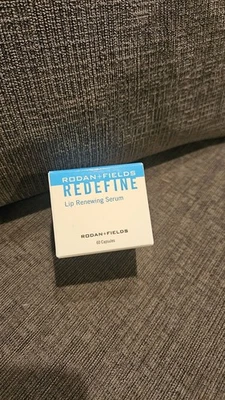 RODAN+FIELDS
REDEFINE
Lip Renewing Serum
RODAN+FIELDS
60 Capsules